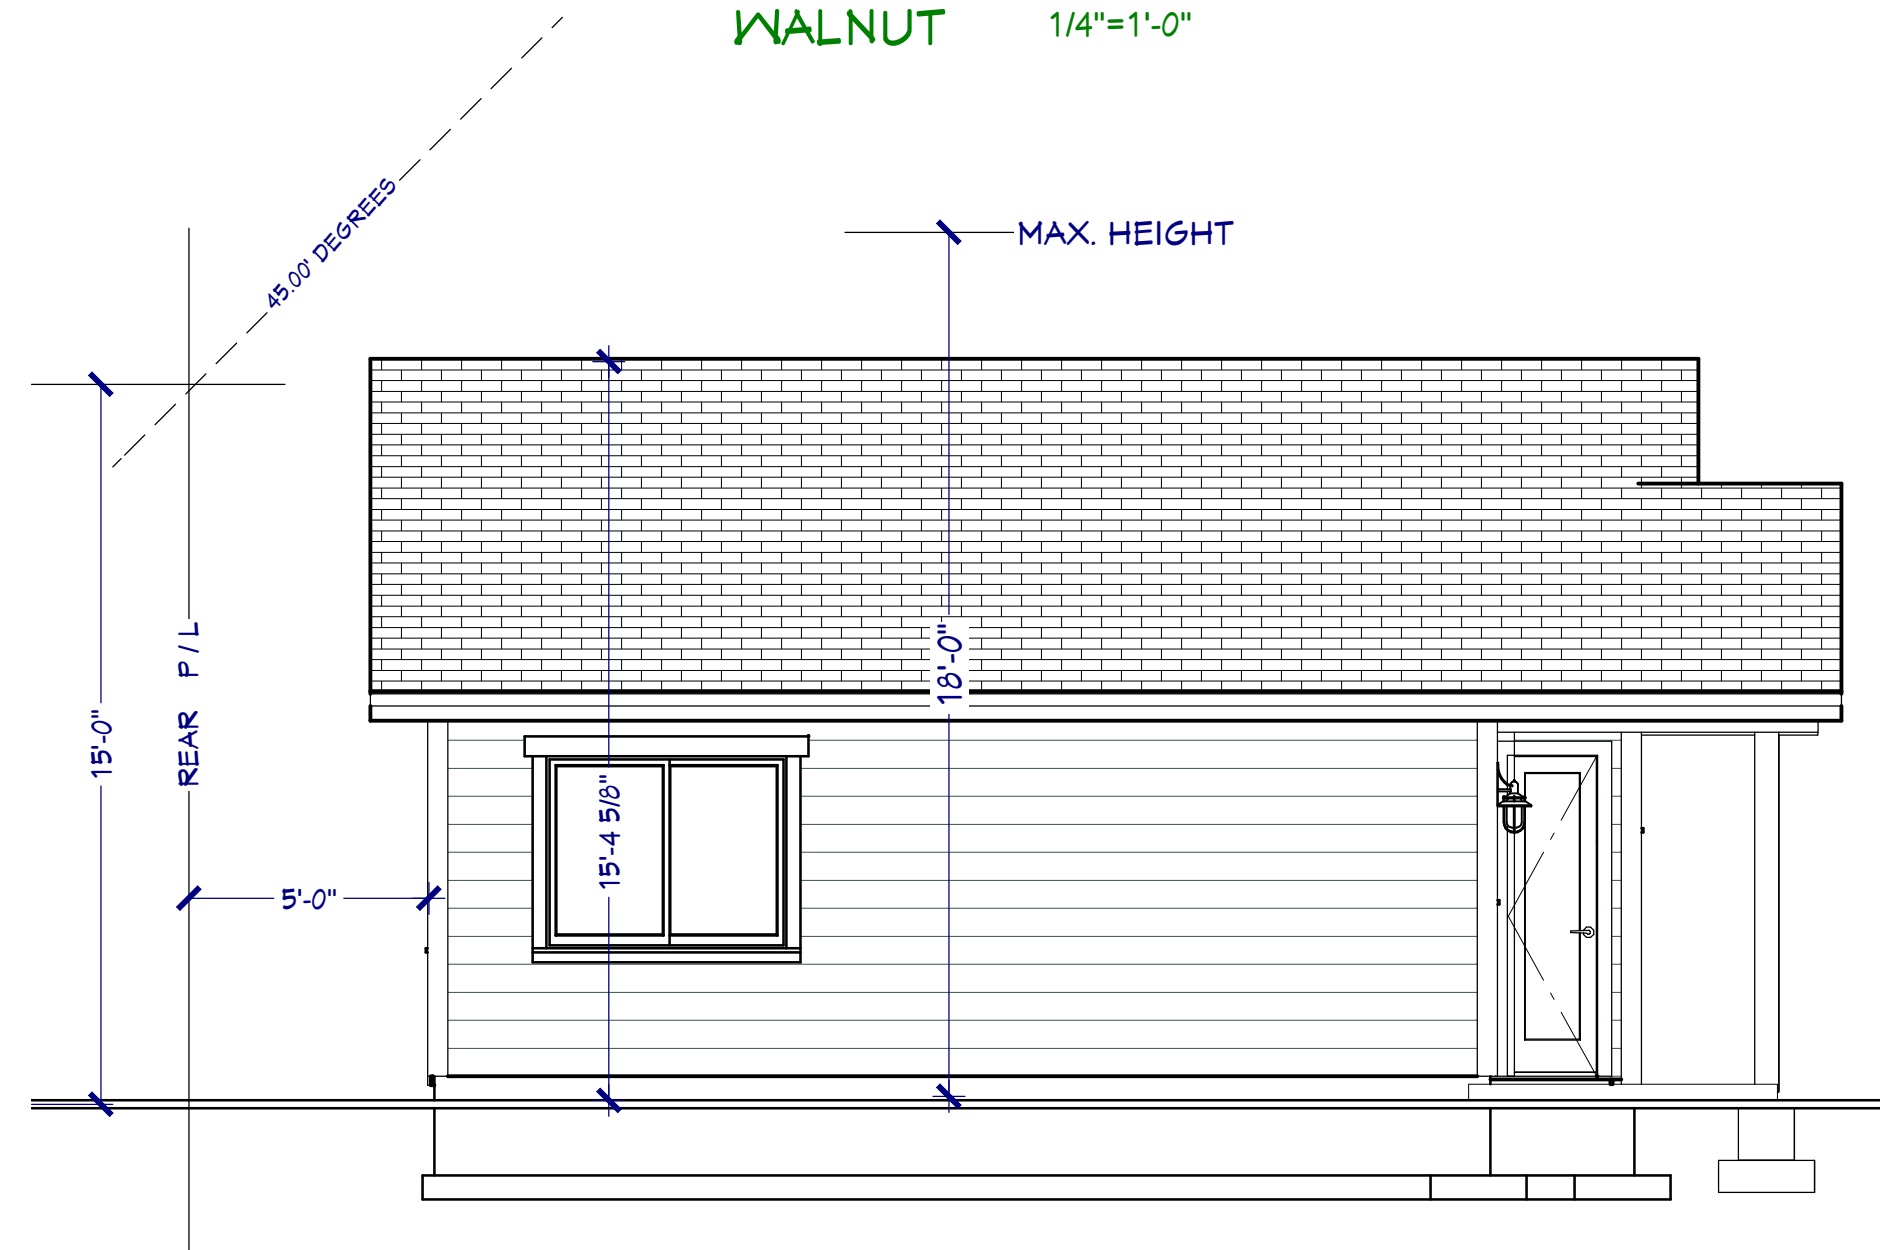 WALNUT 1/4"=1'-0"
45.00' DEGREES
MAX. HEIGHT
REAR P/L
15'-0"
18'-0"
15'-4 5/8"
5'-0"